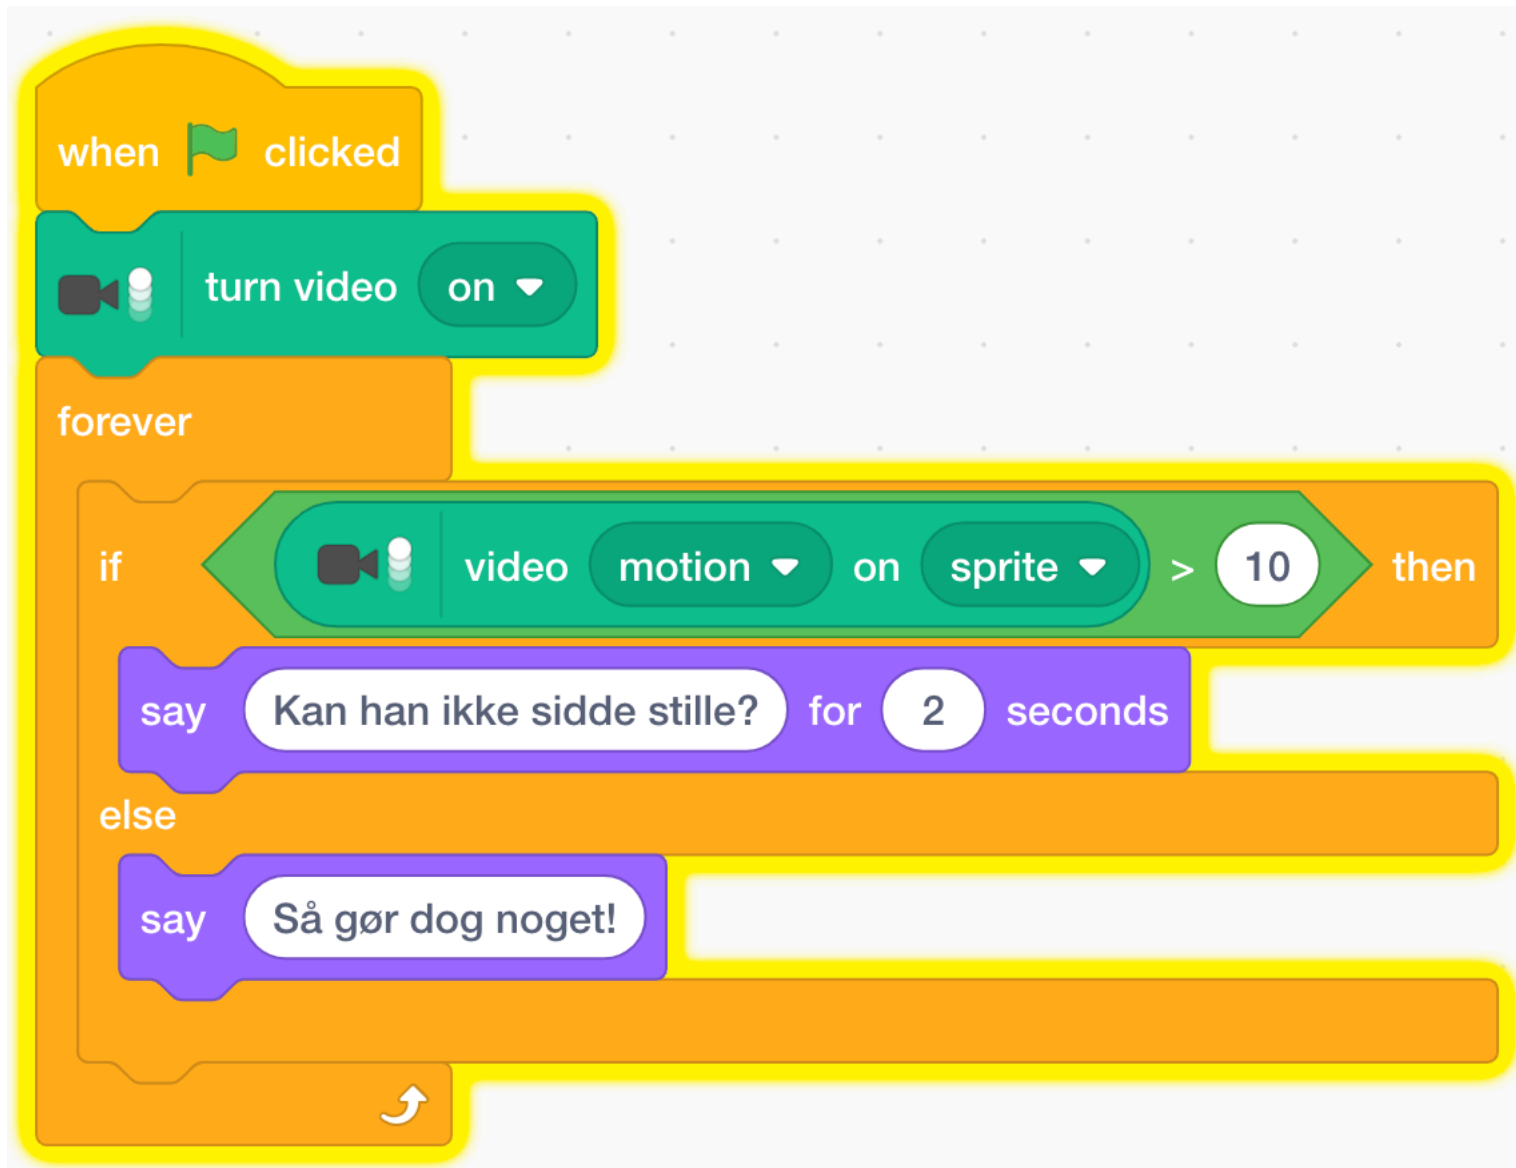 when clicked
turn video on
forever
if video motion on sprite > 10 then
say Kan han ikke sidde stille? for 2 seconds
else
say Så gør dog noget!